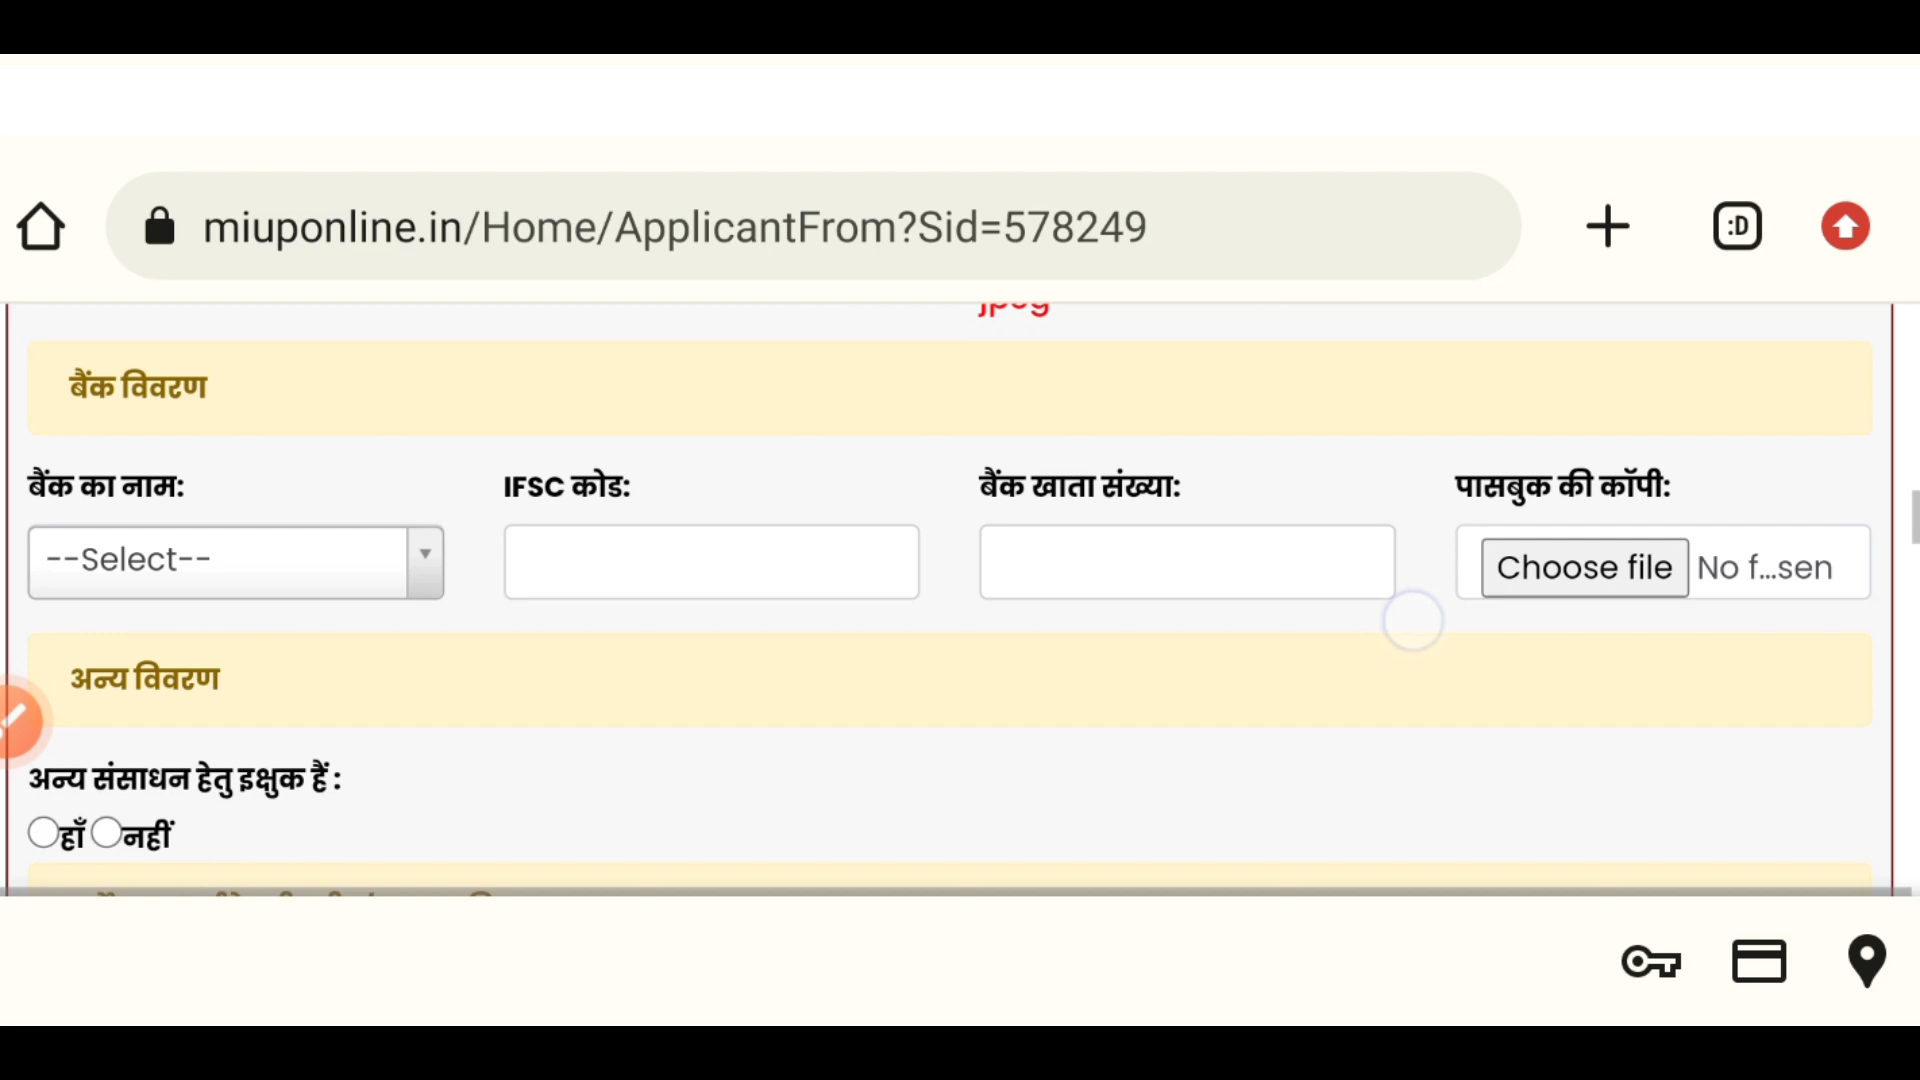 miuponline.in/Home/ApplicantFrom?Sid=578249
:D
jpeg
बैंक विवरण
बैंक का नाम: IFSC कोड: बैंक खाता संख्या: पासबुक की कॉपी:
--Select-- Choose file No f...sen
अन्य विवरण
अन्य संसाधन हेतु इक्षुक हैं :
हाँ नहीं